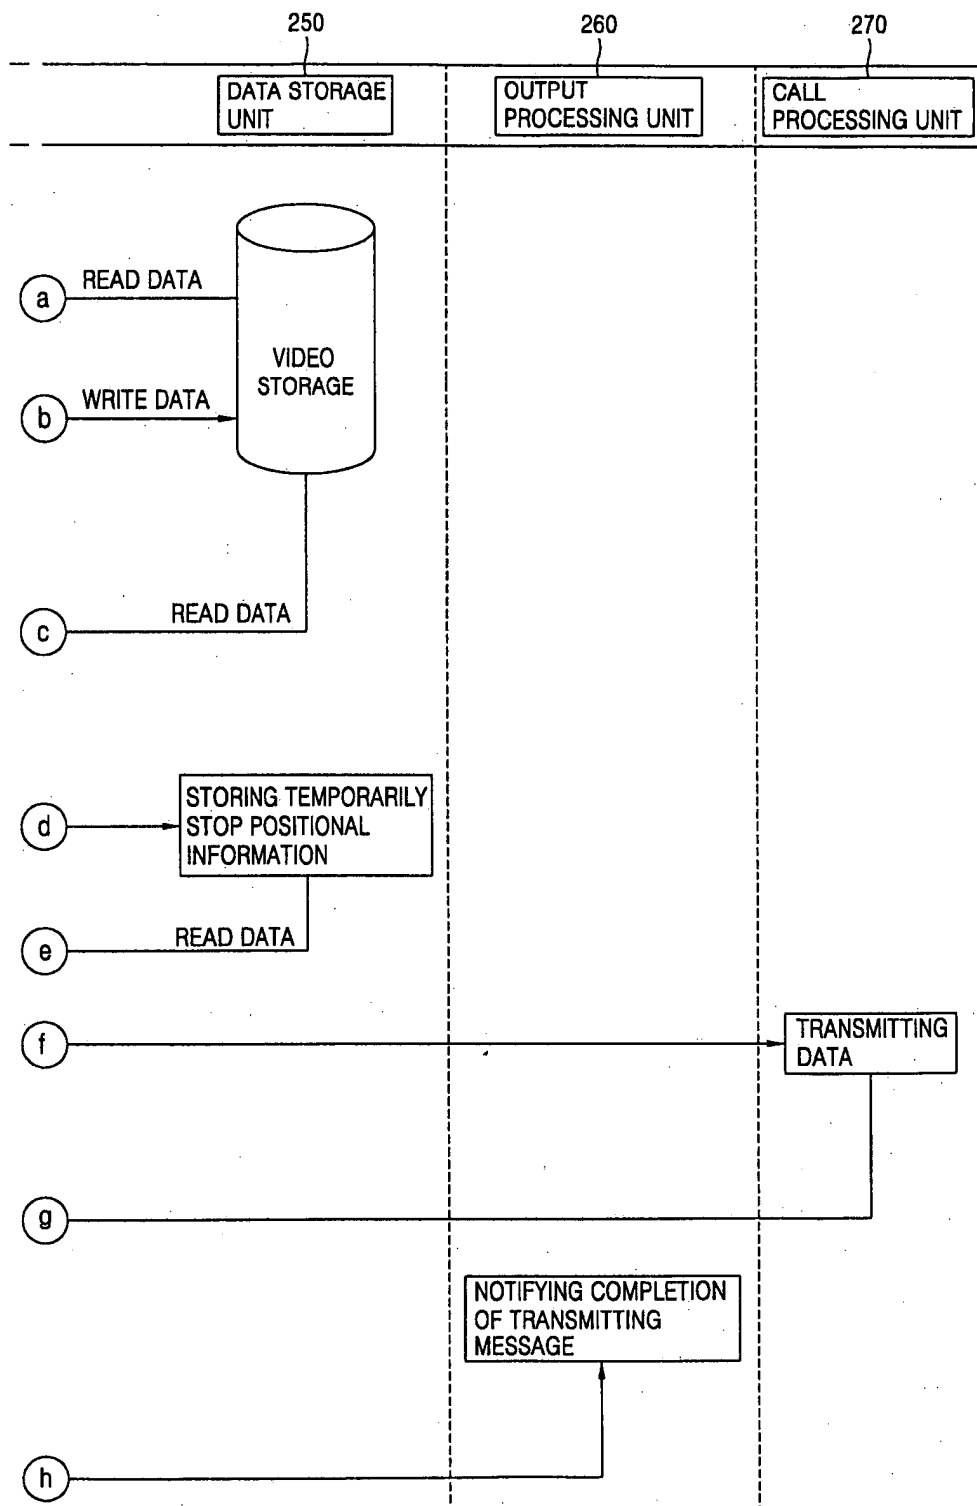 250
260
270
DATA STORAGE
UNIT
OUTPUT
PROCESSING UNIT
CALL
PROCESSING UNIT
a
READ DATA
VIDEO
STORAGE
b
WRITE DATA
c
READ DATA
d
STORING TEMPORARILY
STOP POSITIONAL
INFORMATION
e
READ DATA
f
TRANSMITTING
DATA
g
NOTIFYING COMPLETION
OF TRANSMITTING
MESSAGE
h